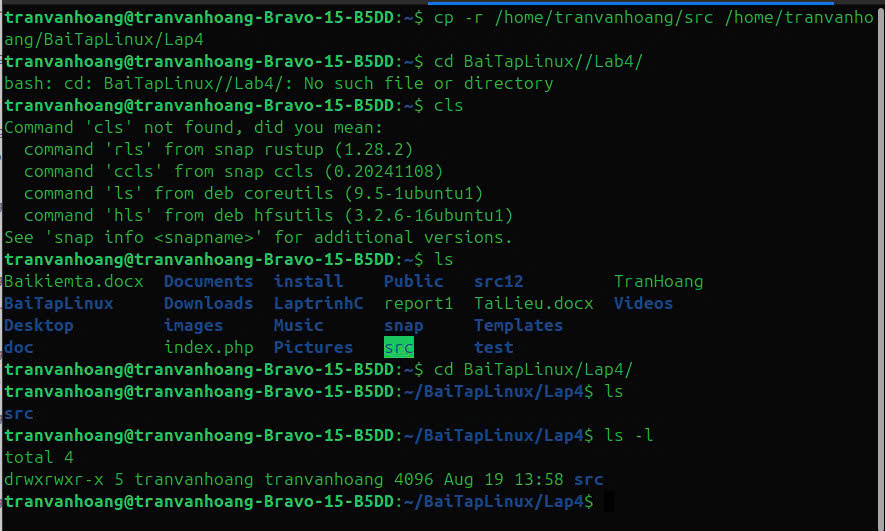 tranvanhoang@tranvanhoang-Bravo-15-B5DD:~$ cp -r /home/tranvanhoang/src /home/tranvanho
ang/BaiTapLinux/Lap4
tranvanhoang@tranvanhoang-Bravo-15-B5DD:~$ cd BaiTapLinux//Lab4/
bash: cd: BaiTapLinux//Lab4/: No such file or directory
tranvanhoang@tranvanhoang-Bravo-15-B5DD:~$ cls
Command 'cls' not found, did you mean:
  command 'rls' from snap rustup (1.28.2)
  command 'ccls' from snap ccls (0.20241108)
  command 'ls' from deb coreutils (9.5-1ubuntu1)
  command 'hls' from deb hfsutils (3.2.6-16ubuntu1)
See 'snap info <snapname>' for additional versions.
tranvanhoang@tranvanhoang-Bravo-15-B5DD:~$ ls
Baikiemta.docx  Documents  install    Public   src12         TranHoang
BaiTapLinux     Downloads  LaptrinhC  report1  TaiLieu.docx  Videos
Desktop         images     Music      snap     Templates
doc             index.php  Pictures   src      test
tranvanhoang@tranvanhoang-Bravo-15-B5DD:~$ cd BaiTapLinux/Lap4/
tranvanhoang@tranvanhoang-Bravo-15-B5DD:~/BaiTapLinux/Lap4$ ls
src
tranvanhoang@tranvanhoang-Bravo-15-B5DD:~/BaiTapLinux/Lap4$ ls -l
total 4
drwxrwxr-x 5 tranvanhoang tranvanhoang 4096 Aug 19 13:58 src
tranvanhoang@tranvanhoang-Bravo-15-B5DD:~/BaiTapLinux/Lap4$